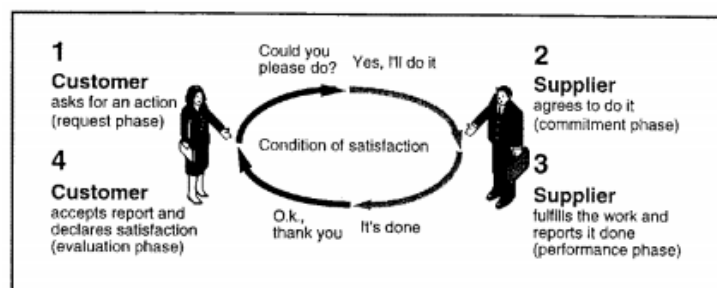 1
Customer
asks for an action
(request phase)
Could you
please do?
Yes, I'll do it
2
Supplier
agrees to do it
(commitment phase)
Condition of satisfaction
4
Customer
accepts report and
declares satisfaction
(evaluation phase)
O.k.,
thank you
It's done
3
Supplier
fulfills the work and
reports it done
(performance phase)